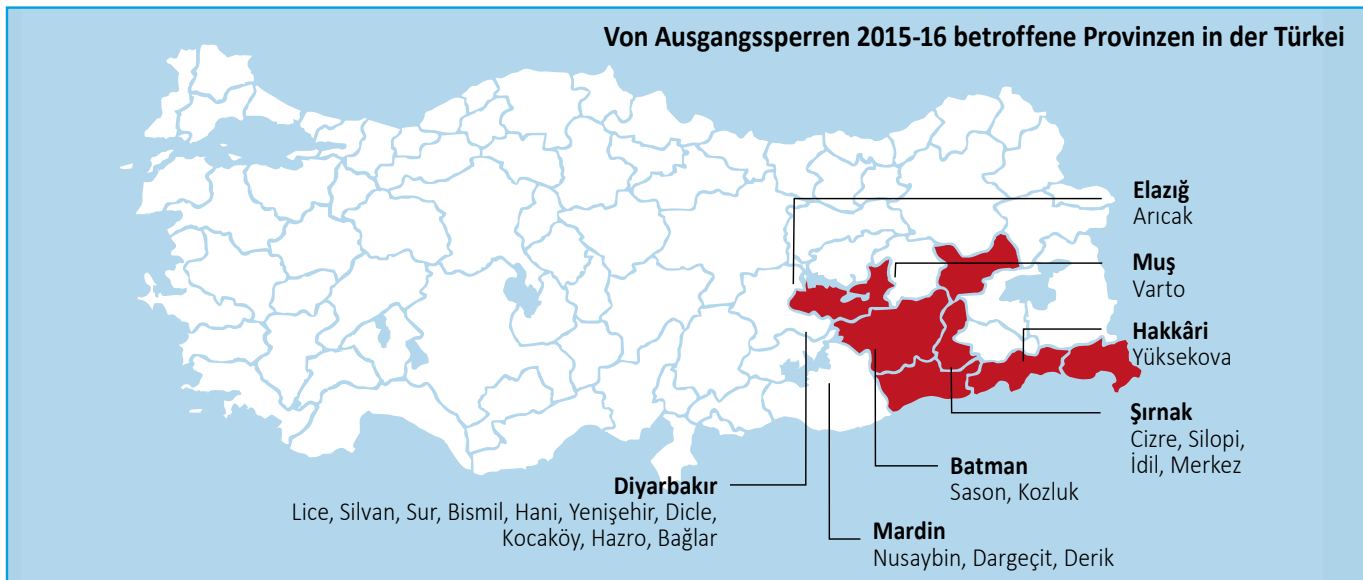 Von Ausgangssperren 2015-16 betroffene Provinzen in der Türkei
Elazığ
Arıcak
Muş
Varto
Hakkâri
Yüksekova
Şırnak
Cizre, Silopi,
İdil, Merkez
Batman
Sason, Kozluk
Diyarbakır
Lice, Silvan, Sur, Bismil, Hani, Yenişehir, Dicle,
Kocaköy, Hazro, Bağlar
Mardin
Nusaybin, Dargeçit, Derik